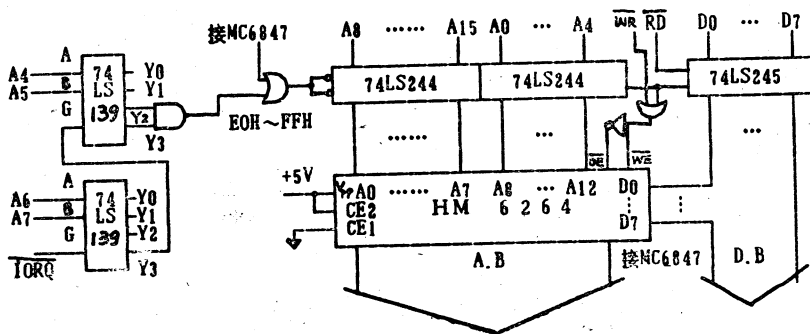 接MC6847
A8 …… A15 A0 … A4 WR RD D0 … D7
A
A4 74 Y0
A5 B LS Y1
G 139 Y2
Y3
74LS244 74LS244 74LS245
E0H～FFH
…… … …
OE WE
+5V
A
A6 74 Y0
A7 B LS Y1
G 139 Y2
IORQ Y3
A0 …… A7 A8 … A12 D0
CE2 HM 6264
CE1 D7
A.B 接NC6847 D.B